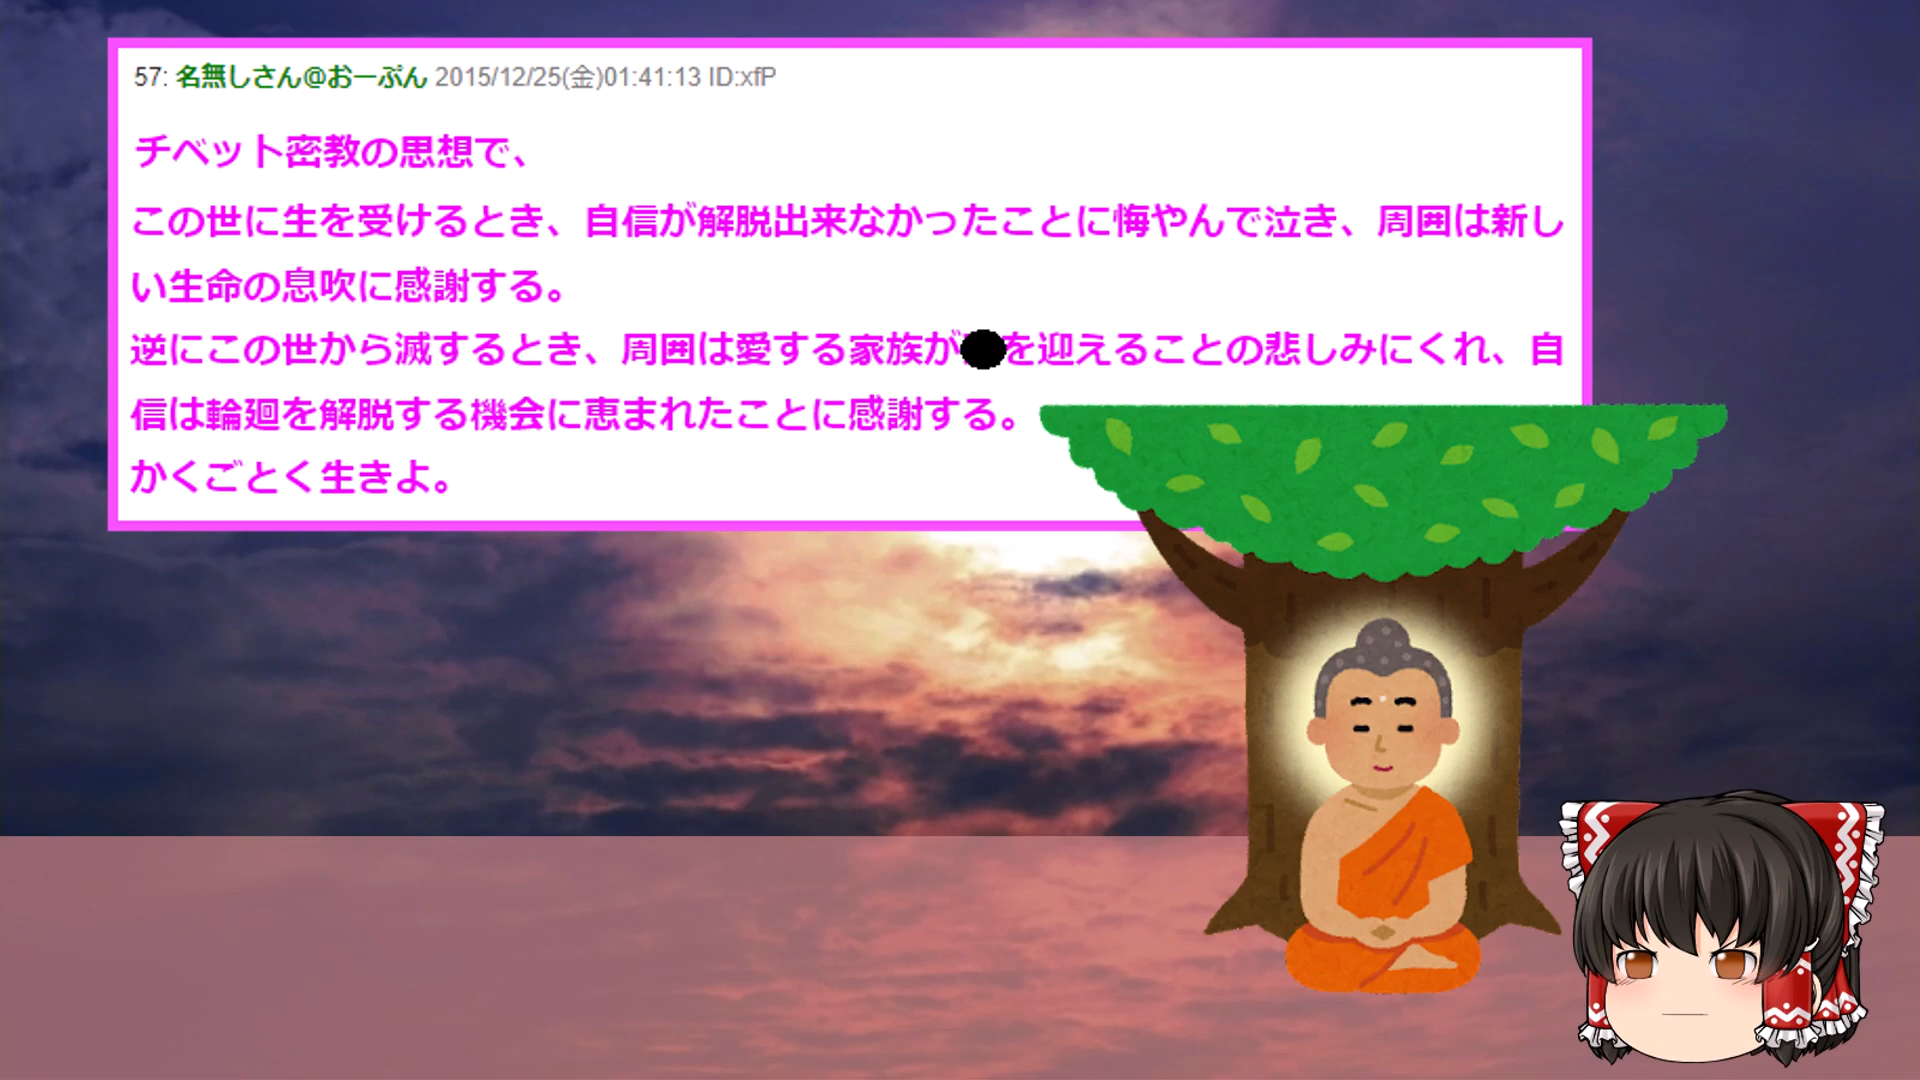 57: 名無しさん@おーぷん 2015/12/25(金)01:41:13 ID:xfP
チベット密教の思想で、
この世に生を受けるとき、自信が解脱出来なかったことに悔やんで泣き、周囲は新し
い生命の息吹に感謝する。
逆にこの世から滅するとき、周囲は愛する家族が●を迎えることの悲しみにくれ、自
信は輪廻を解脱する機会に恵まれたことに感謝する。
かくごとく生きよ。